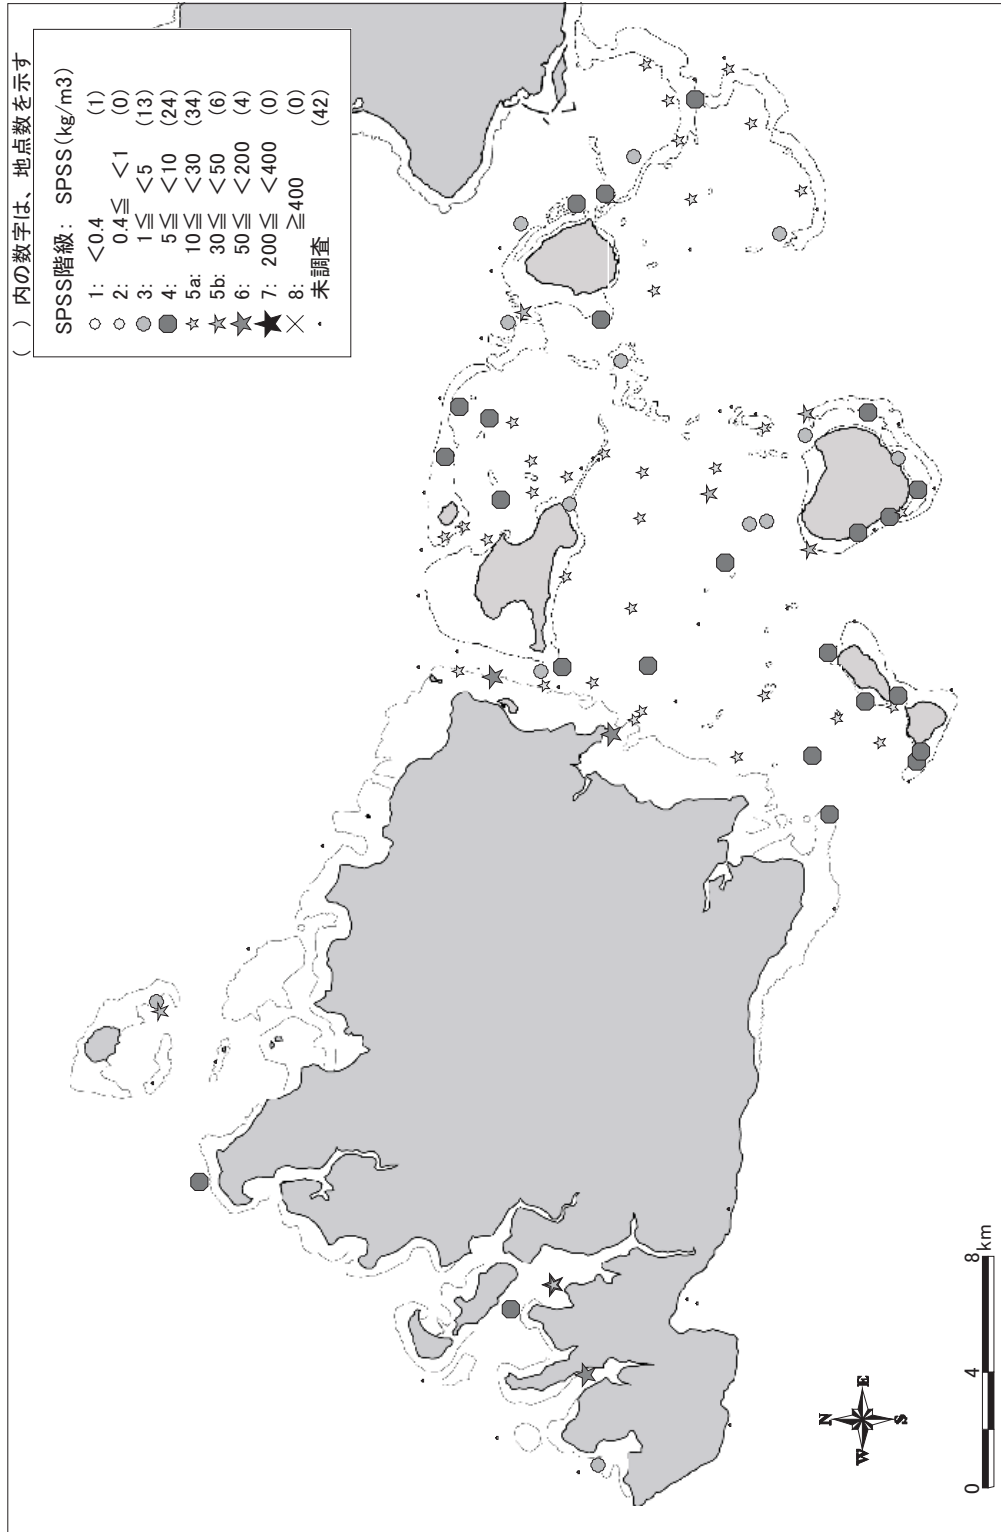 ( ) 内の数字は、地点数を示す
SPSS階級: SPSS(kg/m3)
1: <0.4 (1)
2: 0.4≦ <1 (0)
3: 1≦ <5 (13)
4: 5≦ <10 (24)
5a: 10≦ <30 (34)
5b: 30≦ <50 (6)
6: 50≦ <200 (4)
7: 200≦ <400 (0)
8: ≧400 (0)
未調査 (42)
N
W E
S
0 4 8 km